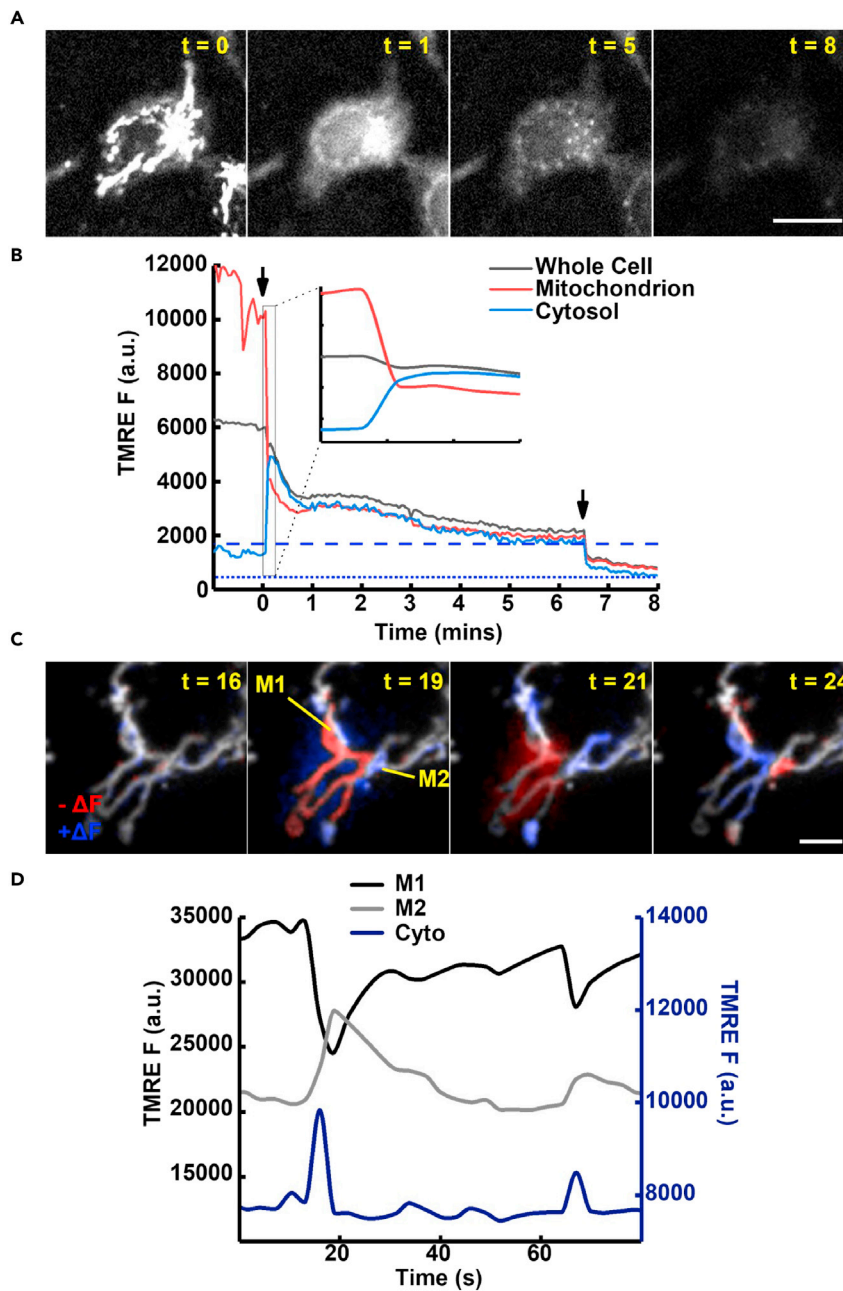 A
t = 0
t = 1
t = 5
t = 8
B
12000
10000
8000
6000
4000
2000
0
TMRE F (a.u.)
Whole Cell
Mitochondrion
Cytosol
0 1 2 3 4 5 6 7 8
Time (mins)
C
t = 16
t = 19
t = 21
t = 24
M1
M2
- ΔF
+ΔF
D
M1
M2
Cyto
35000
30000
25000
20000
15000
TMRE F (a.u.)
14000
12000
10000
8000
TMRE F (a.u.)
20 40 60
Time (s)